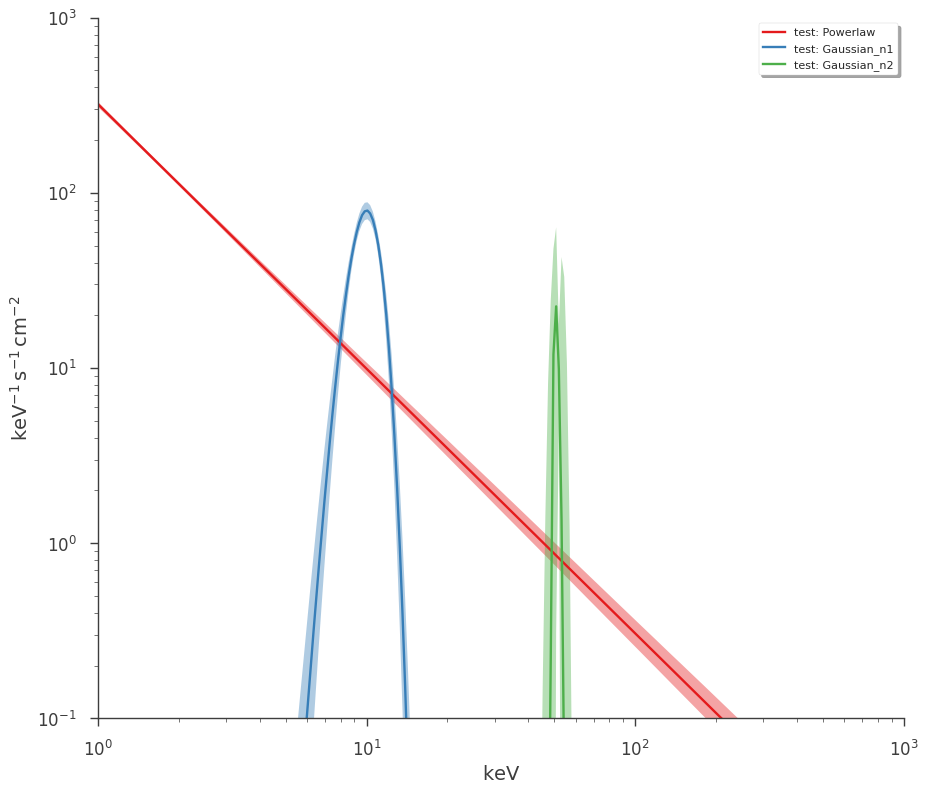 10³
test: Powerlaw
test: Gaussian_n1
test: Gaussian_n2
10²
10¹
10⁰
10⁻¹
keV⁻¹ s⁻¹ cm⁻²
10⁰ 10¹ 10² 10³
keV